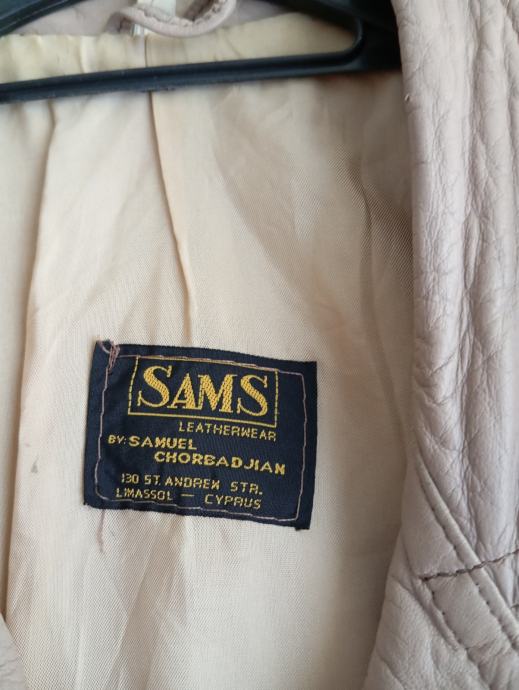 SAMS
LEATHERWEAR
BY: SAMUEL
CHORBADJIAN
130 ST. ANDREW STR.
LIMASSOL — CYPRUS